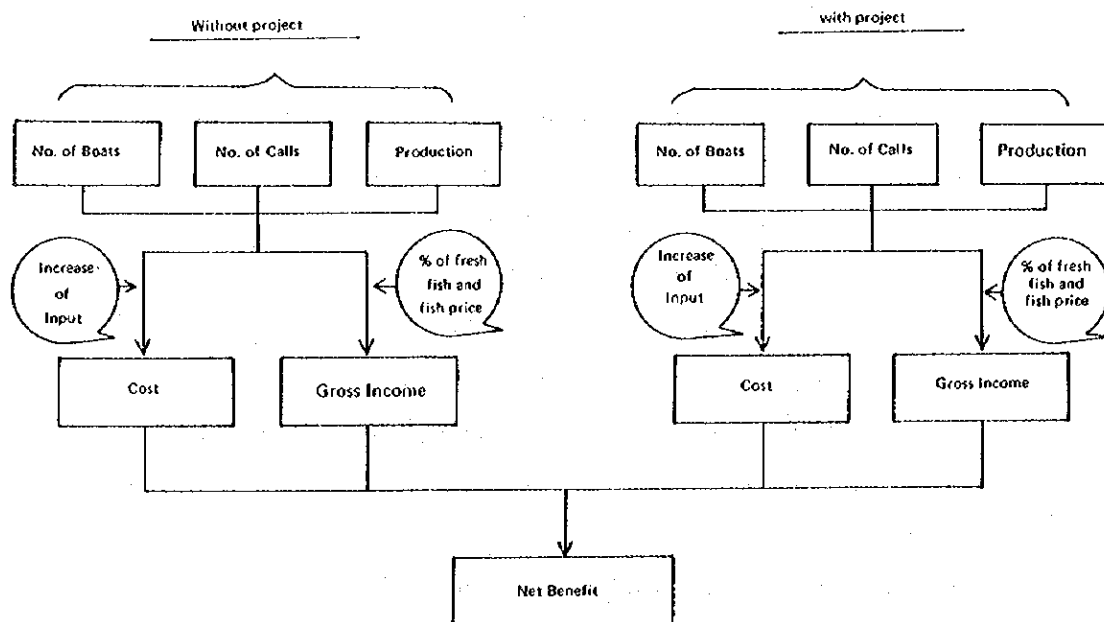 Without project
with project
No. of Boats
No. of Calls
Production
No. of Boats
No. of Calls
Production
Increase
of
Input
% of fresh
fish and
fish price
Increase
of
Input
% of fresh
fish and
fish price
Cost
Gross Income
Cost
Gross Income
Net Benefit